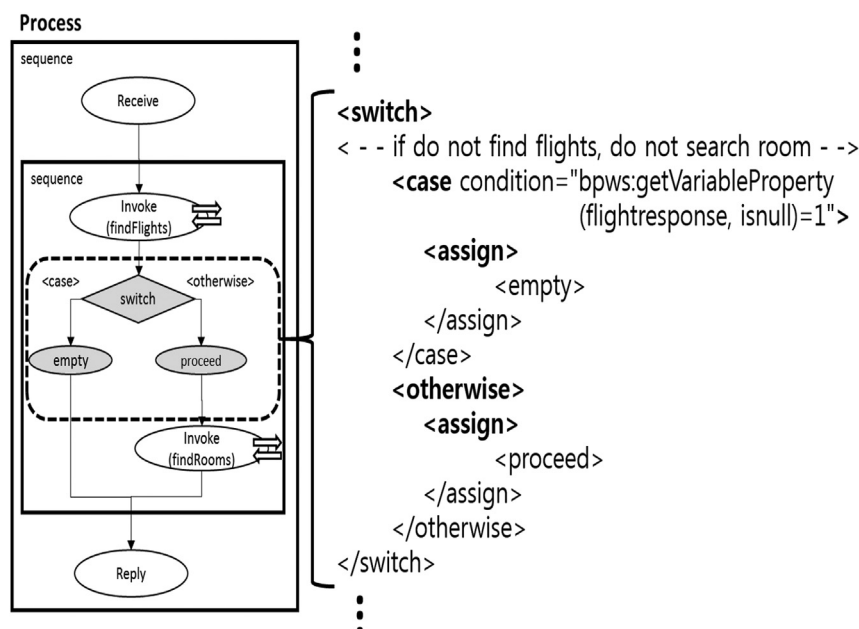 Process
sequence
Receive
sequence
Invoke
(findFlights)
<case>
<otherwise>
switch
empty
proceed
Invoke
(findRooms)
Reply
<switch>
< - - if do not find flights, do not search room - ->
<case condition="bpws:getVariableProperty
(flightresponse, isnull)=1">
<assign>
<empty>
</assign>
</case>
<otherwise>
<assign>
<proceed>
</assign>
</otherwise>
</switch>